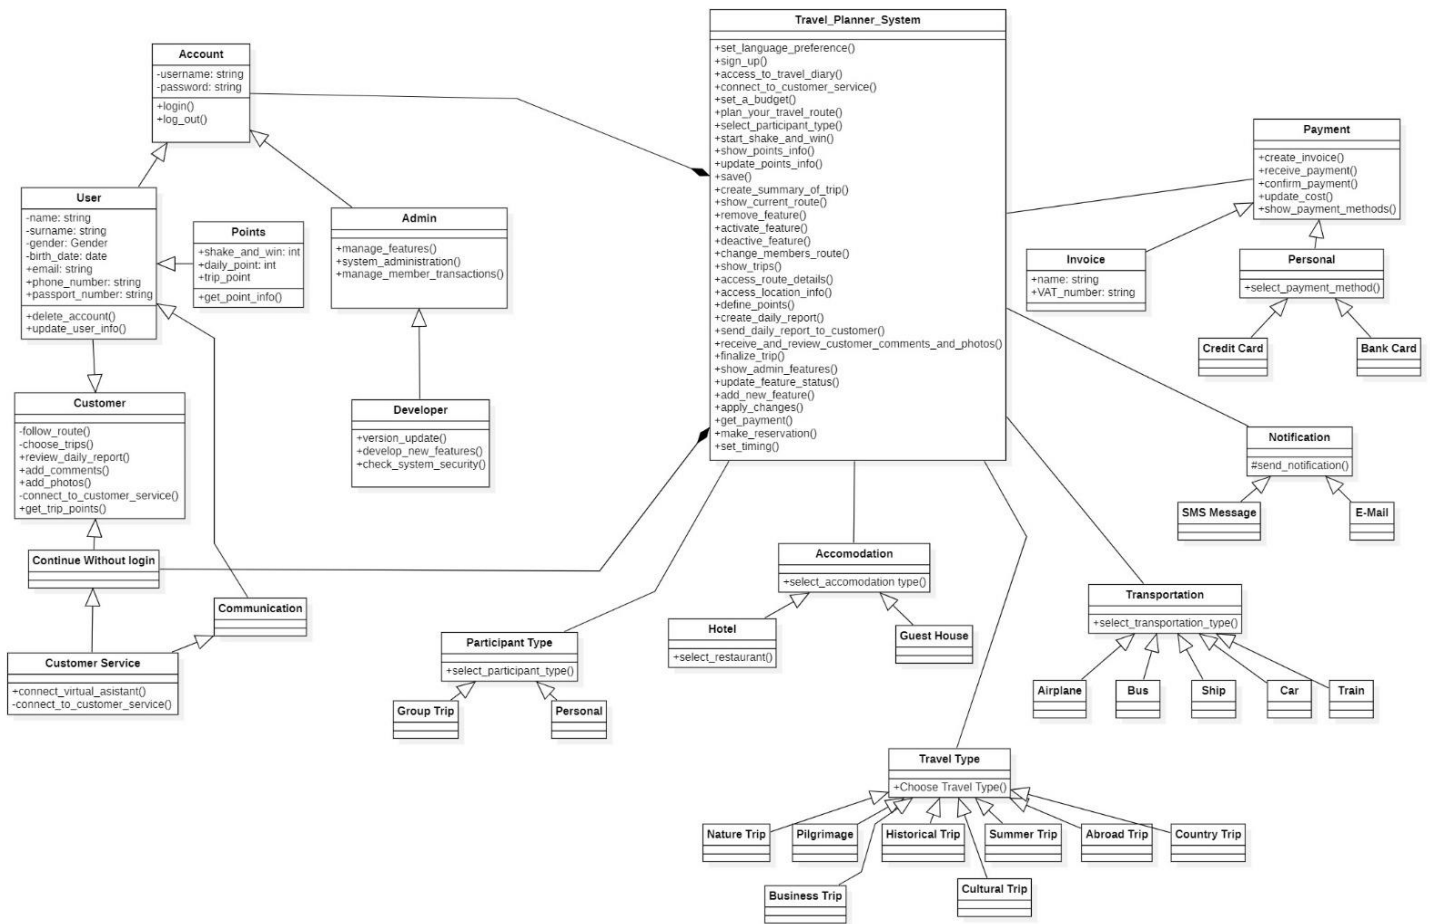 Travel_Planner_System
+set_language_preference()
+sign_up()
+access_to_travel_diary()
+connect_to_customer_service()
+set_a_budget()
+plan_your_travel_route()
+select_participant_type()
+start_shake_and_win()
+show_points_info()
+update_points_info()
+save()
+create_summary_of_trip()
+show_current_route()
+remove_feature()
+activate_feature()
+deactive_feature()
+change_members_route()
+show_trips()
+access_route_details()
+access_location_info()
+define_points()
+create_daily_report()
+send_daily_report_to_customer()
+receive_and_review_customer_comments_and_photos()
+finalize_trip()
+show_admin_features()
+update_feature_status()
+add_new_feature()
+apply_changes()
+get_payment()
+make_reservation()
+set_timing()
Account
-username: string
-password: string
+login()
+log_out()
User
-name: string
-surname: string
-gender: Gender
-birth_date: date
+email: string
+phone_number: string
+passport_number: string
+delete_account()
+update_user_info()
Points
+shake_and_win: int
+daily_point: int
+trip_point
+get_point_info()
Admin
+manage_features()
+system_administration()
+manage_member_transactions()
Developer
+version_update()
+develop_new_features()
+check_system_security()
Customer
-follow_route()
-choose_trips()
+review_daily_report()
+add_comments()
+add_photos()
-connect_to_customer_service()
+get_trip_points()
Continue Without login
Communication
Customer Service
+connect_virtual_asistant()
-connect_to_customer_service()
Payment
+create_invoice()
+receive_payment()
+confirm_payment()
+update_cost()
+show_payment_methods()
Invoice
+name: string
+VAT_number: string
Personal
+select_payment_method()
Credit Card
Bank Card
Notification
#send_notification()
SMS Message
E-Mail
Accomodation
+select_accomodation type()
Hotel
+select_restaurant()
Guest House
Participant Type
+select_participant_type()
Group Trip
Personal
Transportation
+select_transportation_type()
Airplane
Bus
Ship
Car
Train
Travel Type
+Choose Travel Type()
Nature Trip
Pilgrimage
Historical Trip
Summer Trip
Abroad Trip
Country Trip
Business Trip
Cultural Trip